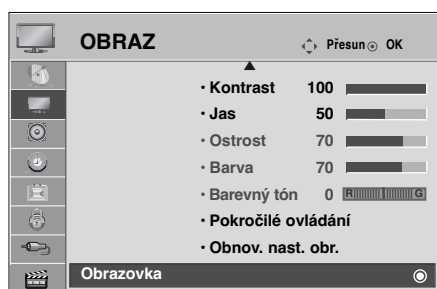 OBRAZ Přesun OK
• Kontrast 100
• Jas 50
• Ostrost 70
• Barva 70
• Barevný tón 0 R G
• Pokročilé ovládání
• Obnov. nast. obr.
Obrazovka